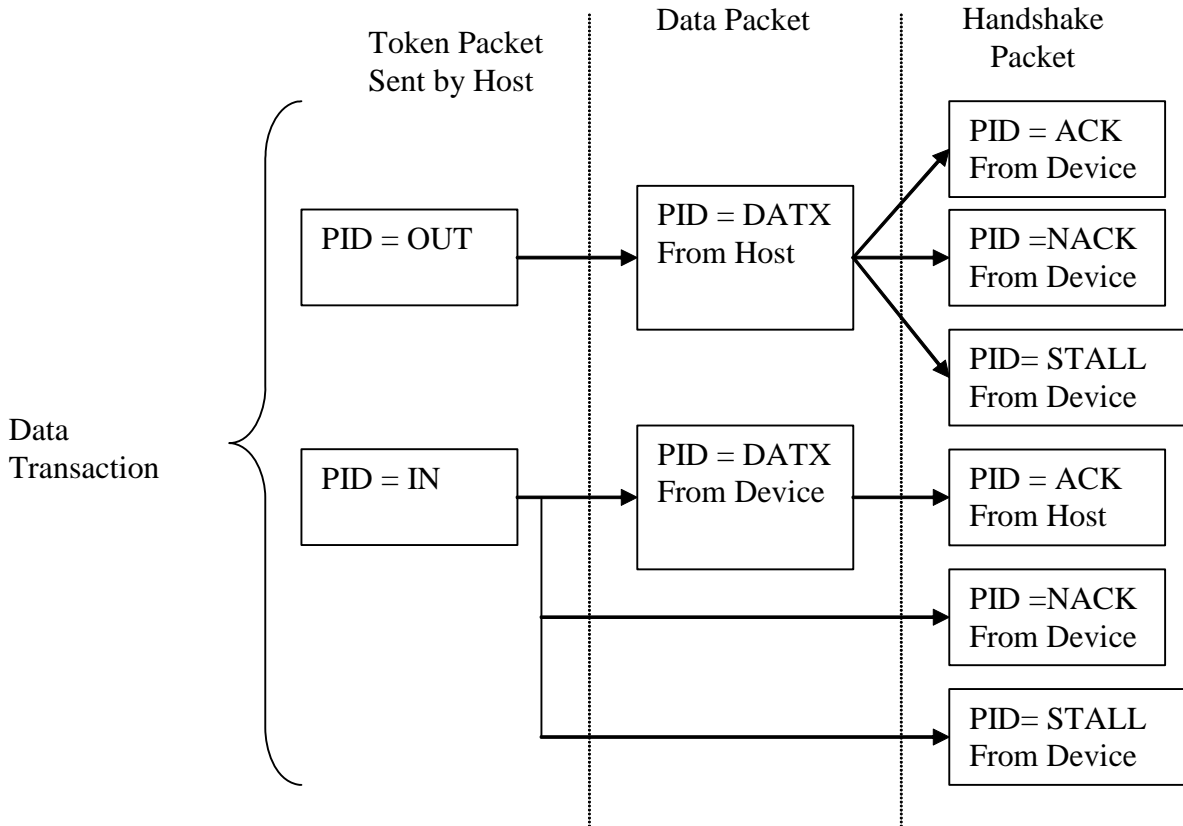 Token Packet
Sent by Host
Data Packet
Handshake
Packet
PID = ACK
From Device
PID = OUT
PID = DATX
From Host
PID =NACK
From Device
PID= STALL
From Device
Data
Transaction
PID = IN
PID = DATX
From Device
PID = ACK
From Host
PID =NACK
From Device
PID= STALL
From Device